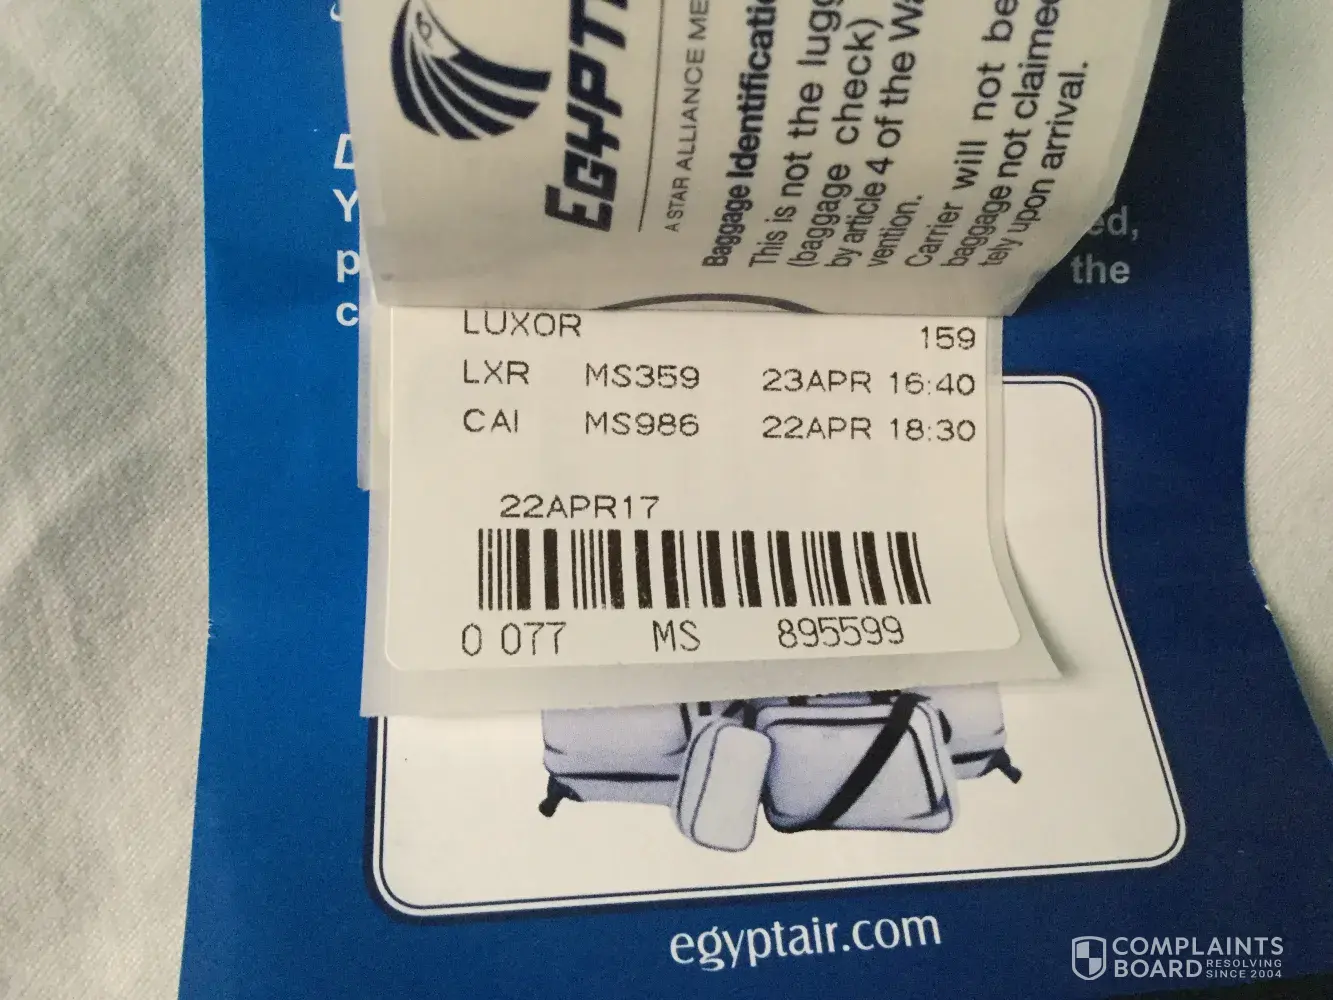 EGYPT
A STAR ALLIANCE ME
Baggage Identificatio
This is not the lugg
(baggage check)
by article 4 of the Wa
vention.
Carrier will not be
baggage not claimed
tely upon arrival.
Y
p
c
ed,
the
LUXOR 159
LXR MS359 23APR 16:40
CAI MS986 22APR 18:30
22APR17
0 077 MS 895599
egyptair.com
COMPLAINTS
BOARD RESOLVING
SINCE 2004